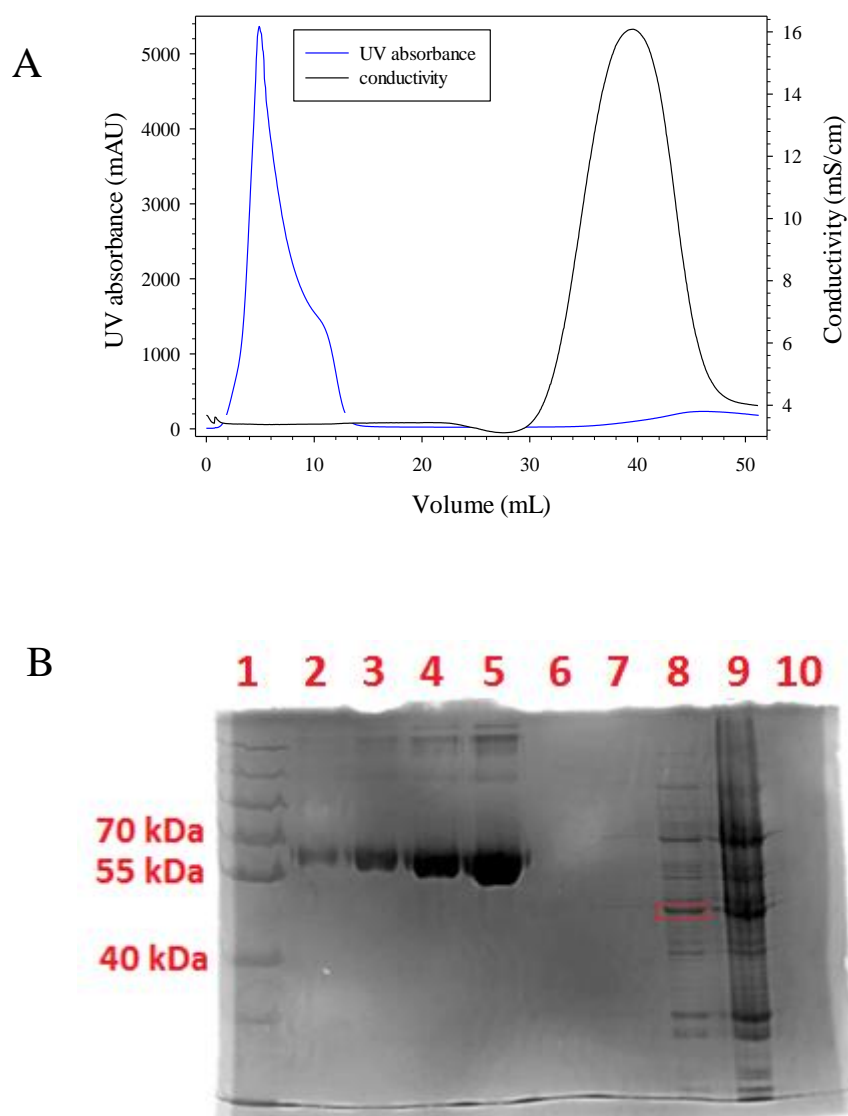 A
UV absorbance
conductivity
5000
4000
3000
2000
1000
0
16
14
12
10
8
6
4
UV absorbance (mAU)
Conductivity (mS/cm)
0 10 20 30 40 50
Volume (mL)
B
1 2 3 4 5 6 7 8 9 10
70 kDa
55 kDa
40 kDa